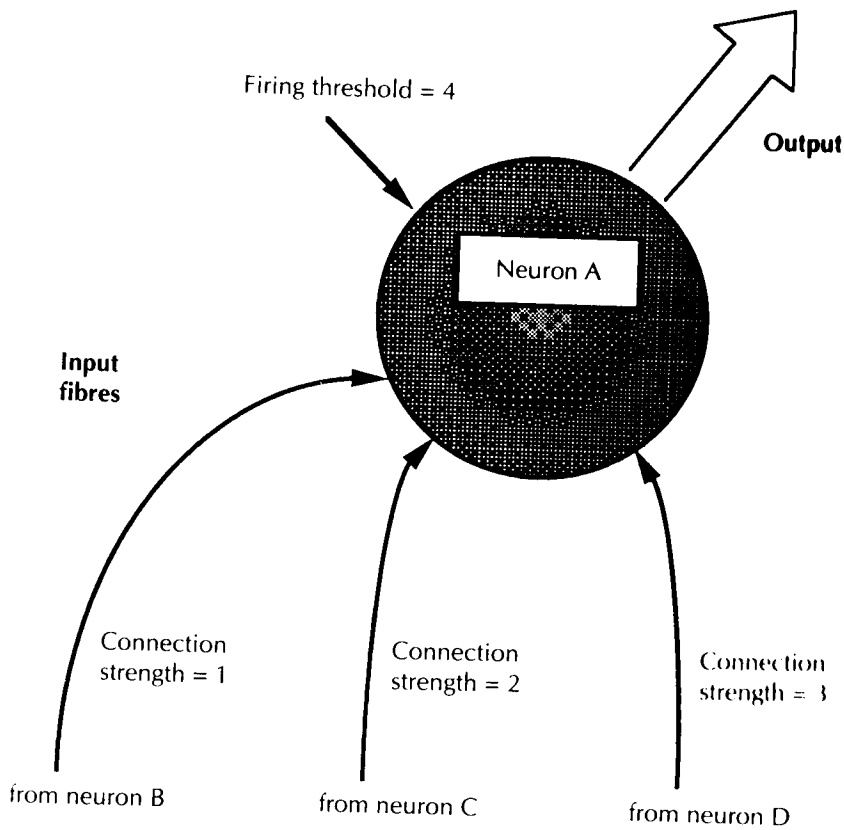 Firing threshold = 4
Output
Neuron A
Input
fibres
Connection
strength = 1
Connection
strength = 2
Connection
strength = 3
from neuron B
from neuron C
from neuron D